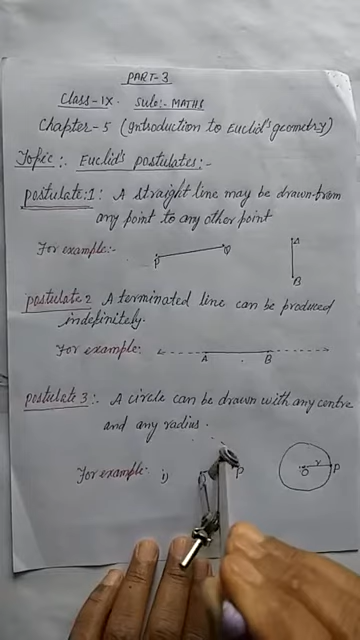 PART-3
Class-IX. Sub:- MATHS
Chapter-5 (Introduction to Euclid's geometry)
Topic:. Euclid's postulates:-
postulate:1: A straight line may be drawn from
any point to any other point
For example:-
P Q
A
B
postulate 2 A terminated line can be produced
indefinitely.
For example:
A B
postulate 3:. A circle can be drawn with any centre
and any radius.
For example: i)
P
O r P